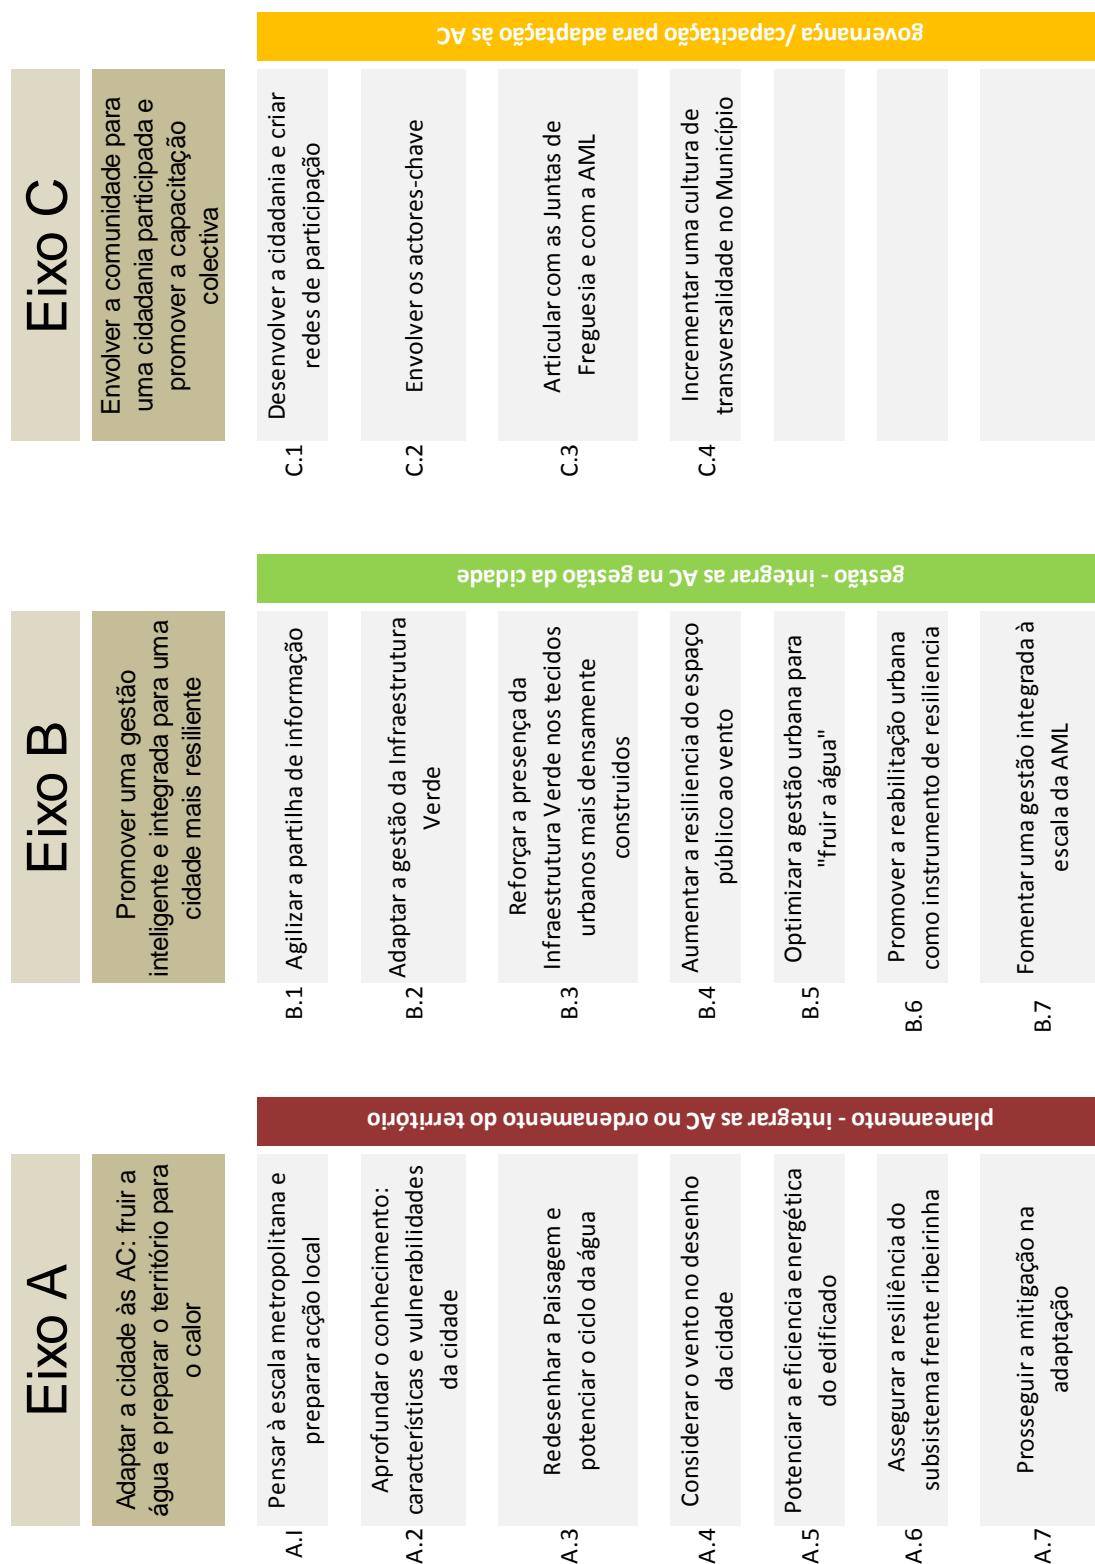 Eixo A
Adaptar a cidade às AC: fruir a
água e preparar o território para
o calor
A.I
Pensar à escala metropolitana e
preparar acção local
A.2
Aprofundar o conhecimento:
características e vulnerabilidades
da cidade
A.3
Redesenhar a Paisagem e
potenciar o ciclo da água
A.4
Considerar o vento no desenho
da cidade
A.5
Potenciar a eficiencia energética
do edificado
A.6
Assegurar a resiliência do
subsistema frente ribeirinha
A.7
Prosseguir a mitigação na
adaptação
planeamento - integrar as AC no ordenamento do território
Eixo B
Promover uma gestão
inteligente e integrada para uma
cidade mais resiliente
B.1
Agilizar a partilha de informação
B.2
Adaptar a gestão da Infraestrutura
Verde
B.3
Reforçar a presença da
Infraestrutura Verde nos tecidos
urbanos mais densamente
construidos
B.4
Aumentar a resiliencia do espaço
público ao vento
B.5
Optimizar a gestão urbana para
"fruir a água"
B.6
Promover a reabilitação urbana
como instrumento de resiliencia
B.7
Fomentar uma gestão integrada à
escala da AML
gestão - integrar as AC na gestão da cidade
Eixo C
Envolver a comunidade para
uma cidadania participada e
promover a capacitação
colectiva
C.1
Desenvolver a cidadania e criar
redes de participação
C.2
Envolver os actores-chave
C.3
Articular com as Juntas de
Freguesia e com a AML
C.4
Incrementar uma cultura de
transversalidade no Município
governança /capacitação para adaptação às AC